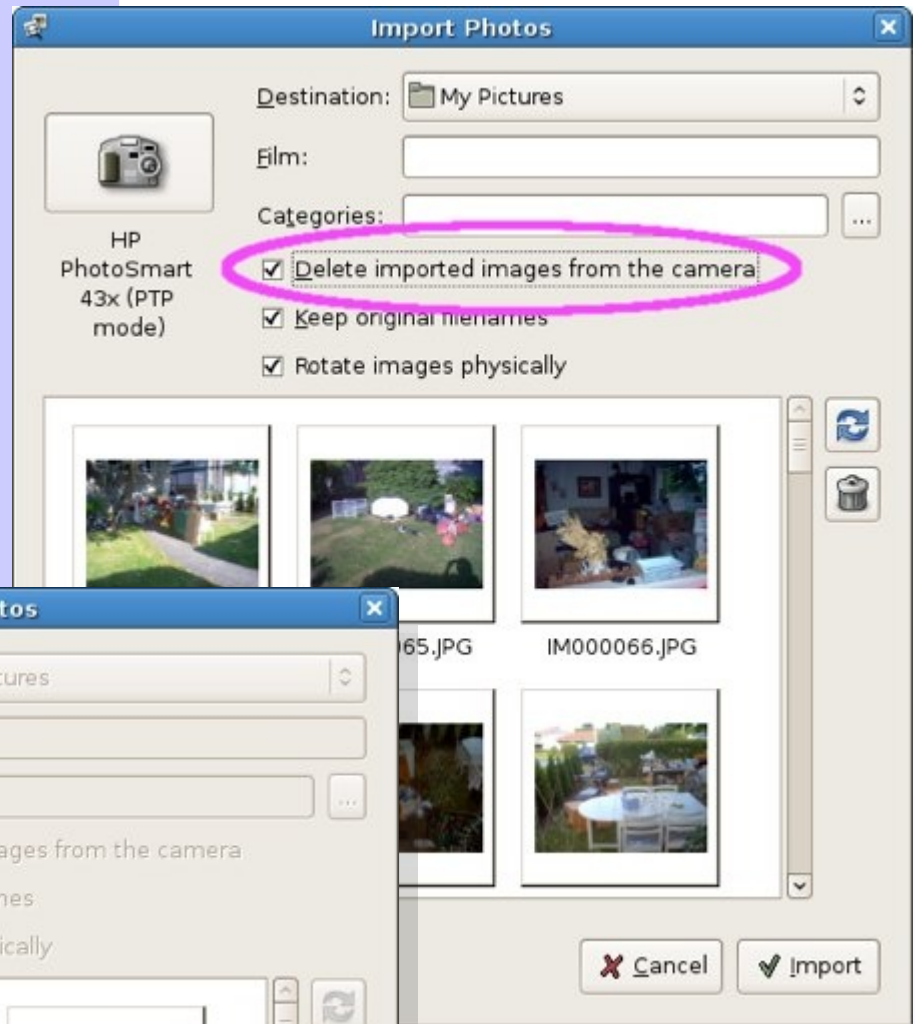 Import Photos
Destination:
My Pictures
Film:
Categories:
...
HP
PhotoSmart
43x (PTP
mode)
Delete imported images from the camera
Keep original filenames
Rotate images physically
065.JPG
IM000066.JPG
Cancel
Import
tos
tures
...
ages from the camera
nes
ically